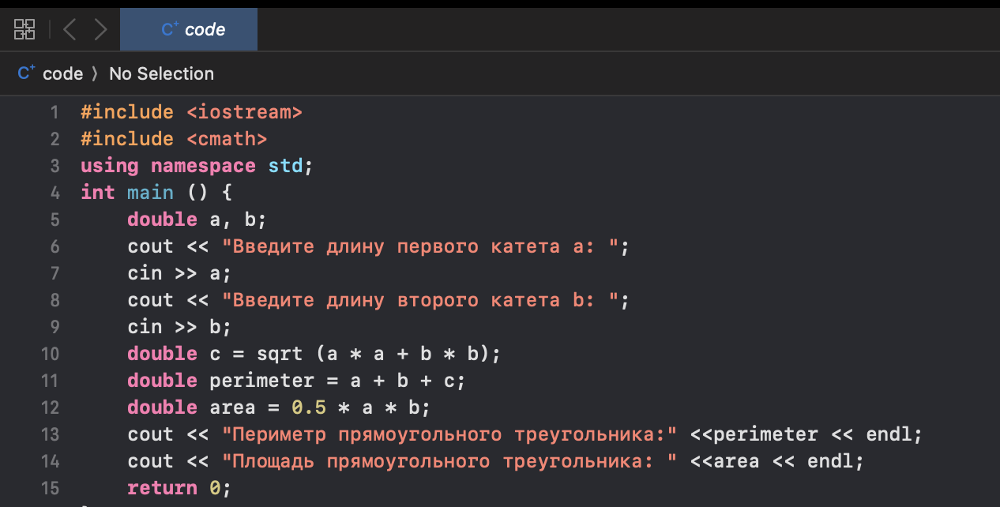 code
code 〉 No Selection
1 #include <iostream>
2 #include <cmath>
3 using namespace std;
4 int main () {
5     double a, b;
6     cout << "Введите длину первого катета a: ";
7     cin >> a;
8     cout << "Введите длину второго катета b: ";
9     cin >> b;
10     double c = sqrt (a * a + b * b);
11     double perimeter = a + b + c;
12     double area = 0.5 * a * b;
13     cout << "Периметр прямоугольного треугольника:" <<perimeter << endl;
14     cout << "Площадь прямоугольного треугольника: " <<area << endl;
15     return 0;